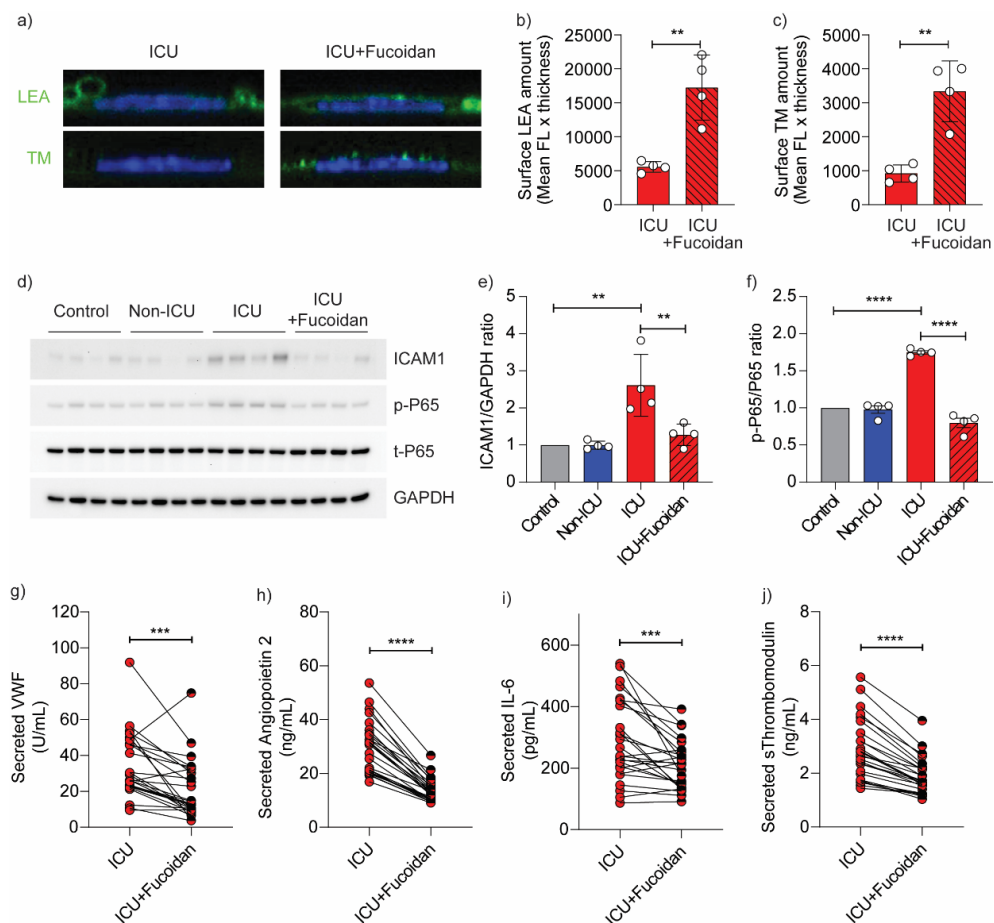 a)
ICU
ICU+Fucoidan
LEA
TM
b)
**
Surface LEA amount
(Mean FL x thickness)
25000
20000
15000
10000
5000
0
ICU
ICU
+Fucoidan
c)
**
Surface TM amount
(Mean FL x thickness)
5000
4000
3000
2000
1000
0
ICU
ICU
+Fucoidan
d)
Control
Non-ICU
ICU
ICU
+Fucoidan
ICAM1
p-P65
t-P65
GAPDH
e)
**
**
ICAM1/GAPDH ratio
5
4
3
2
1
0
Control
Non-ICU
ICU
ICU+Fucoidan
f)
****
****
p-P65/P65 ratio
2.0
1.5
1.0
0.5
0.0
Control
Non-ICU
ICU
ICU+Fucoidan
g)
***
Secreted VWF
(U/mL)
120
100
80
60
40
20
0
ICU
ICU+Fucoidan
h)
****
Secreted Angiopoietin 2
(ng/mL)
80
60
40
20
0
ICU
ICU+Fucoidan
i)
***
Secreted IL-6
(pg/mL)
600
400
200
0
ICU
ICU+Fucoidan
j)
****
Secreted sThrombomodulin
(ng/mL)
8
6
4
2
0
ICU
ICU+Fucoidan